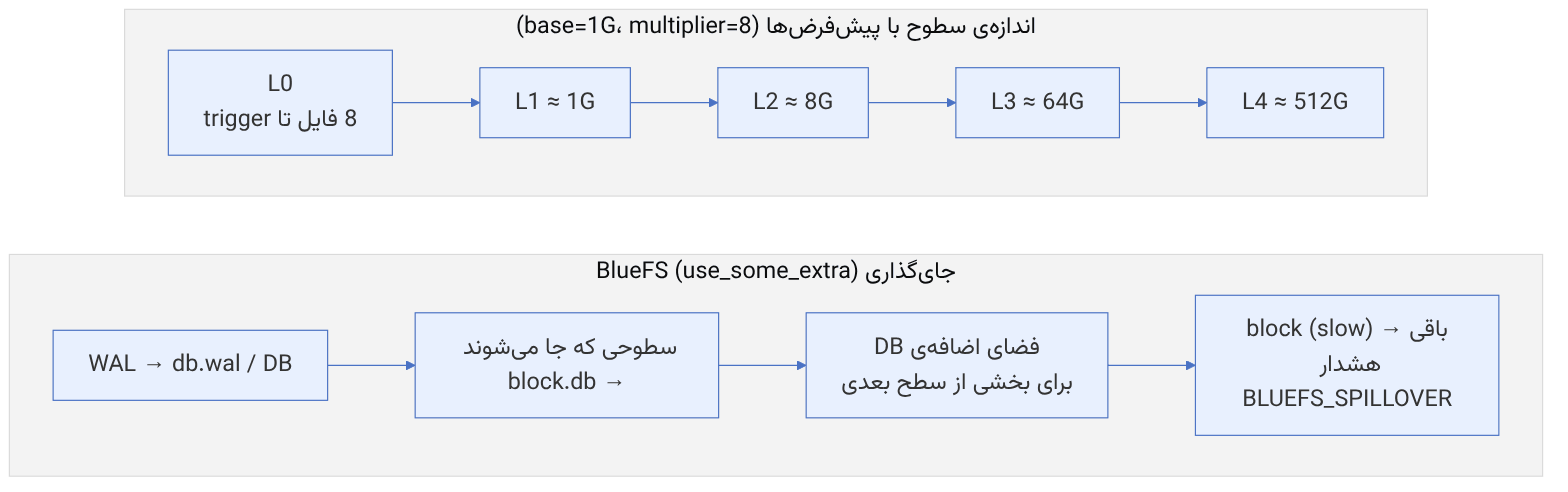 اندازه‌ی سطوح با پیش‌فرض‌ها (base=1G، multiplier=8)
L0
8 فایل تا trigger
L1 ≈ 1G
L2 ≈ 8G
L3 ≈ 64G
L4 ≈ 512G
جای‌گذاری BlueFS (use_some_extra)
WAL → db.wal / DB
سطوحی که جا می‌شوند
→ block.db
فضای اضافه‌ی DB
برای بخشی از سطح بعدی
باقی → block (slow)
هشدار
BLUEFS_SPILLOVER